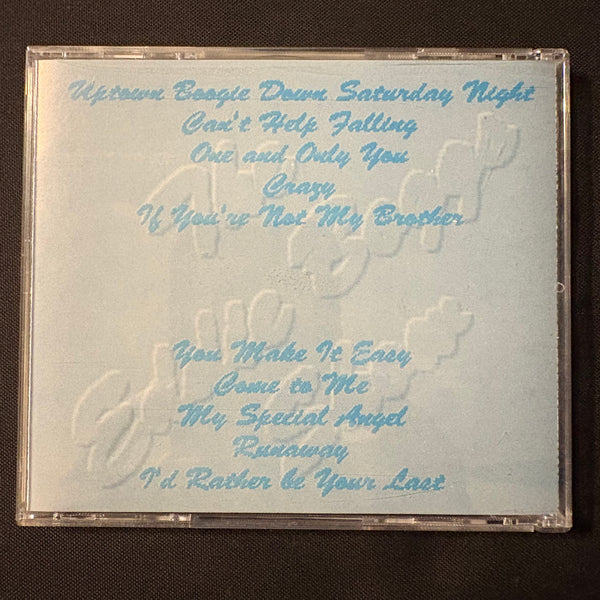 Uptown Boogie Down Saturday Night
Can't Help Falling
One and Only You
Crazy
If You're Not My Brother
You Make It Easy
Come to Me
My Special Angel
Runaway
I'd Rather be Your Last